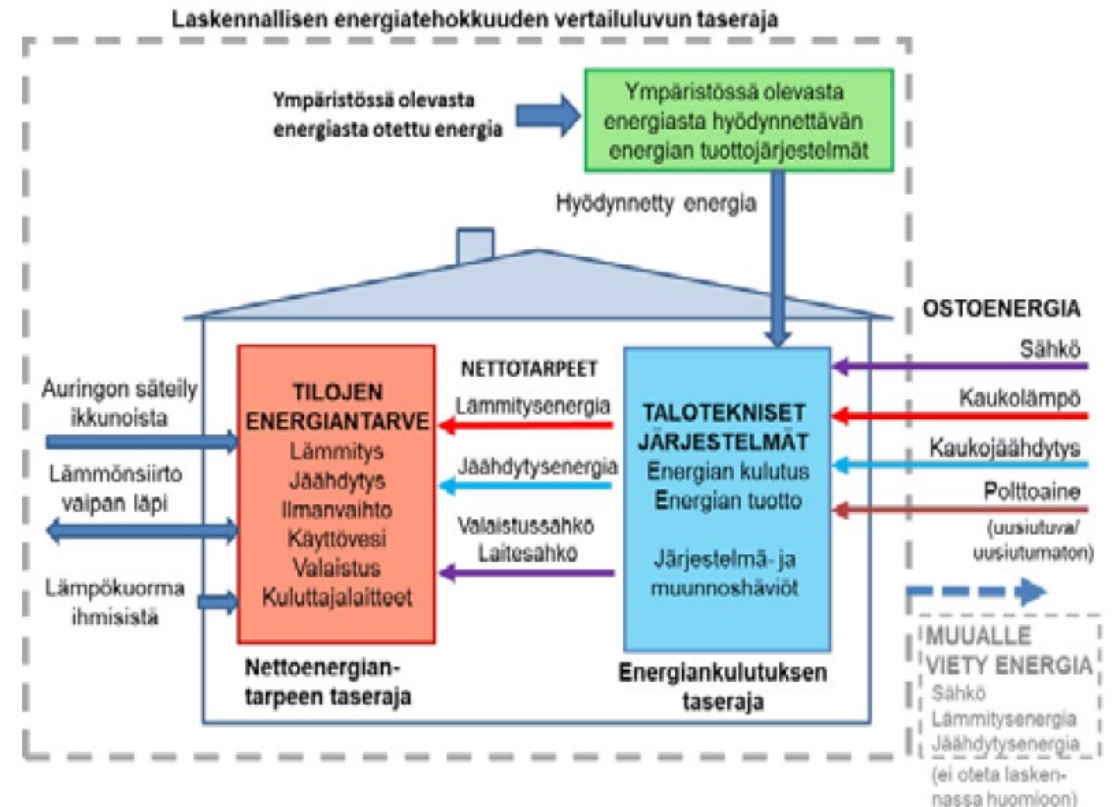 Laskennallisen energiatehokkuuden vertailuluvun taseraja
Ympäristössä olevasta
energiasta otettu energia
Ympäristössä olevasta
energiasta hyödynnettävän
energian tuottojärjestelmät
Hyödynnetty energia
OSTOENERGIA
Sähkö
Kaukolämpö
Kaukojäähdytys
Polttoaine
(uusiutuva/
uusiutumaton)
Auringon säteily
ikkunoista
Lämmönsiirto
vaipan läpi
Lämpökuorma
ihmisistä
TILOJEN
ENERGIANTARVE
Lämmitys
Jäähdytys
Ilmanvaihto
Käyttövesi
Valaistus
Kuluttajalaitteet
Nettoenergian-
tarpeen taseraja
NETTOTARPEET
Lämmitysenergia
Jäähdytysenergia
Valaistussähkö
Laitesähkö
TALOTEKNISET
JÄRJESTELMÄT
Energian kulutus
Energian tuotto
Järjestelmä- ja
muunnoshäviöt
Energiankulutuksen
taseraja
MUUALLE
VIETY ENERGIA
Sähkö
Lämmitysenergia
Jäähdytysenergia
(ei oteta lasken-
nassa huomioon)